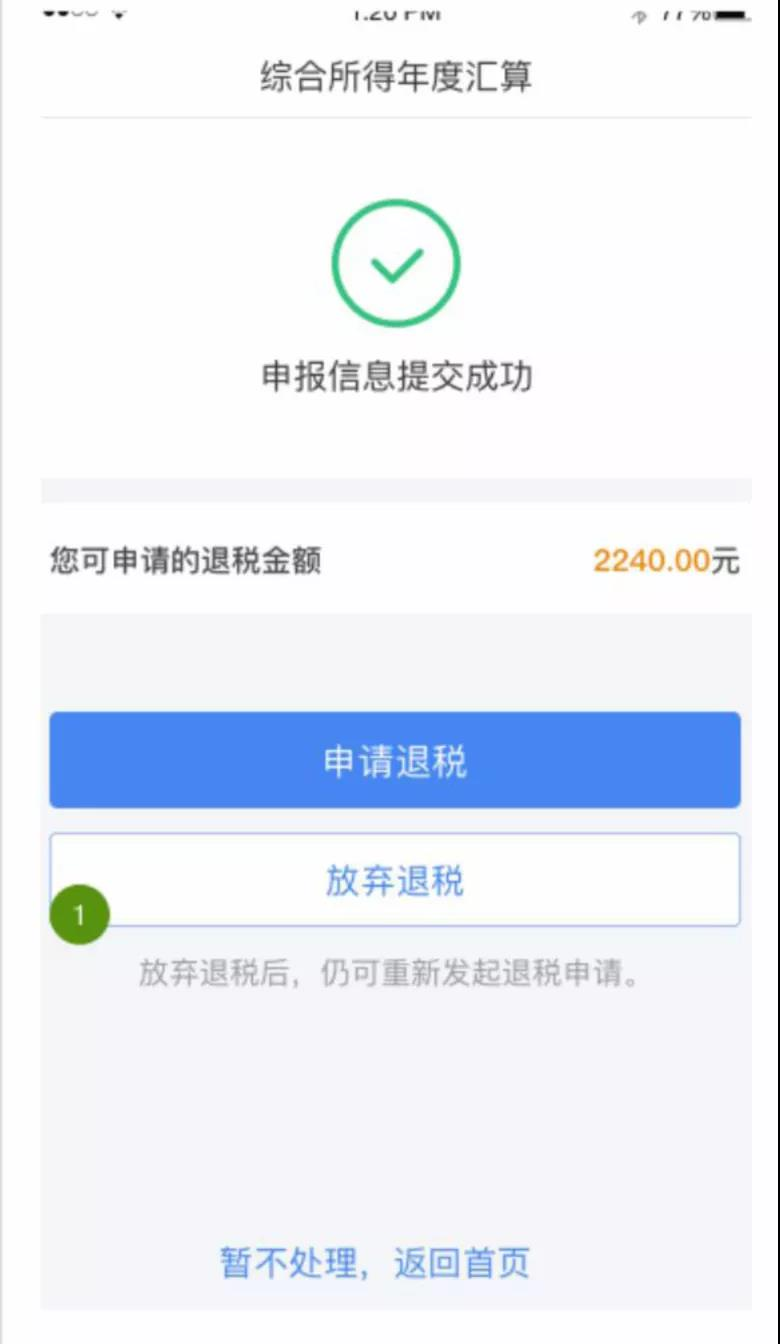 综合所得年度汇算
申报信息提交成功
您可申请的退税金额 2240.00元
申请退税
放弃退税
1
放弃退税后，仍可重新发起退税申请。
暂不处理，返回首页